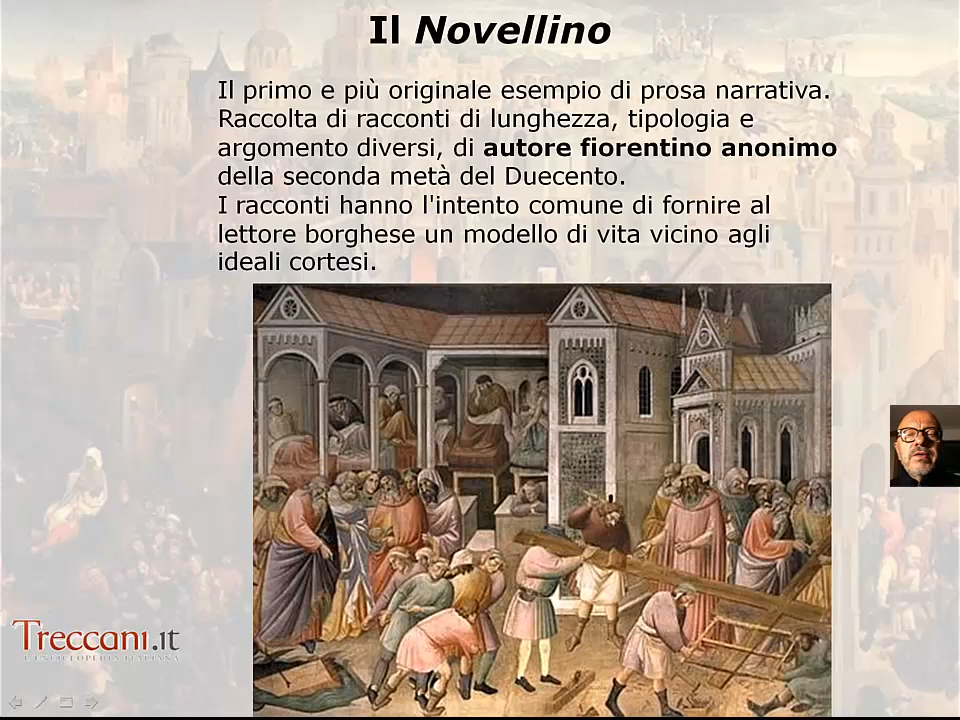 Il Novellino
Il primo e più originale esempio di prosa narrativa.
Raccolta di racconti di lunghezza, tipologia e
argomento diversi, di autore fiorentino anonimo
della seconda metà del Duecento.
I racconti hanno l'intento comune di fornire al
lettore borghese un modello di vita vicino agli
ideali cortesi.
Treccani.it
L'ENCICLOPEDIA ITALIANA